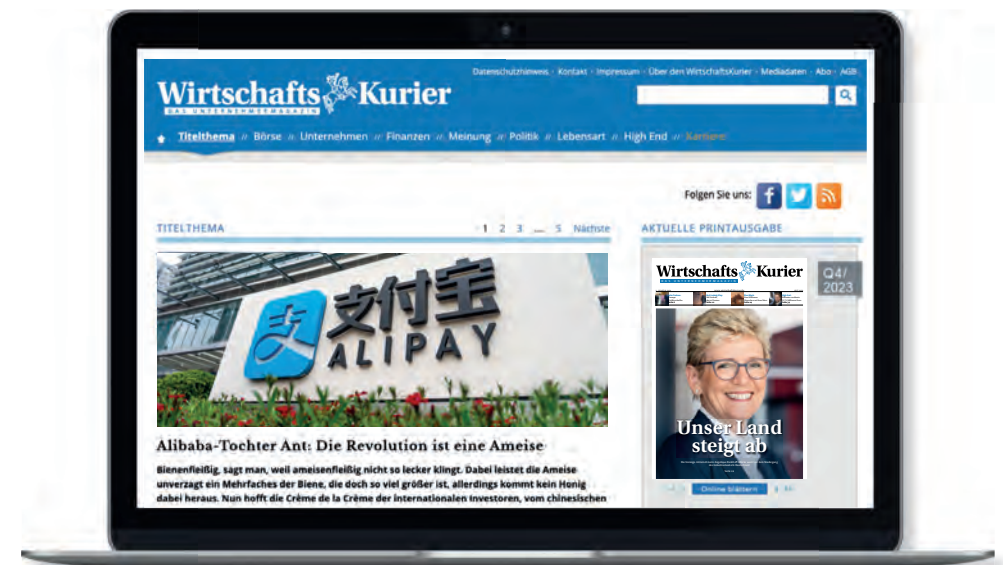 Datenschutzhinweis - Kontakt - Impressum - Über den WirtschaftsKurier - Mediadaten - Abo - AGB
Wirtschafts Kurier
DAS UNTERNEHMERMAGAZIN
Titelthema // Börse // Unternehmen // Finanzen // Meinung // Politik // Lebensart // High End // Karriere
Folgen Sie uns:
TITELTHEMA
1 2 3 ... 5 Nächste
AKTUELLE PRINTAUSGABE
支付宝
ALIPAY
Wirtschafts Kurier
Q4/
2023
Unser Land
steigt ab
Online blättern
Alibaba-Tochter Ant: Die Revolution ist eine Ameise
Bienenfleißig, sagt man, weil ameisenfleißig nicht so lecker klingt. Dabei leistet die Ameise
unverzagt ein Mehrfaches der Biene, die doch so viel größer ist, allerdings kommt kein Honig
dabei heraus. Nun hofft die Crème de la Crème der internationalen Investoren, vom chinesischen